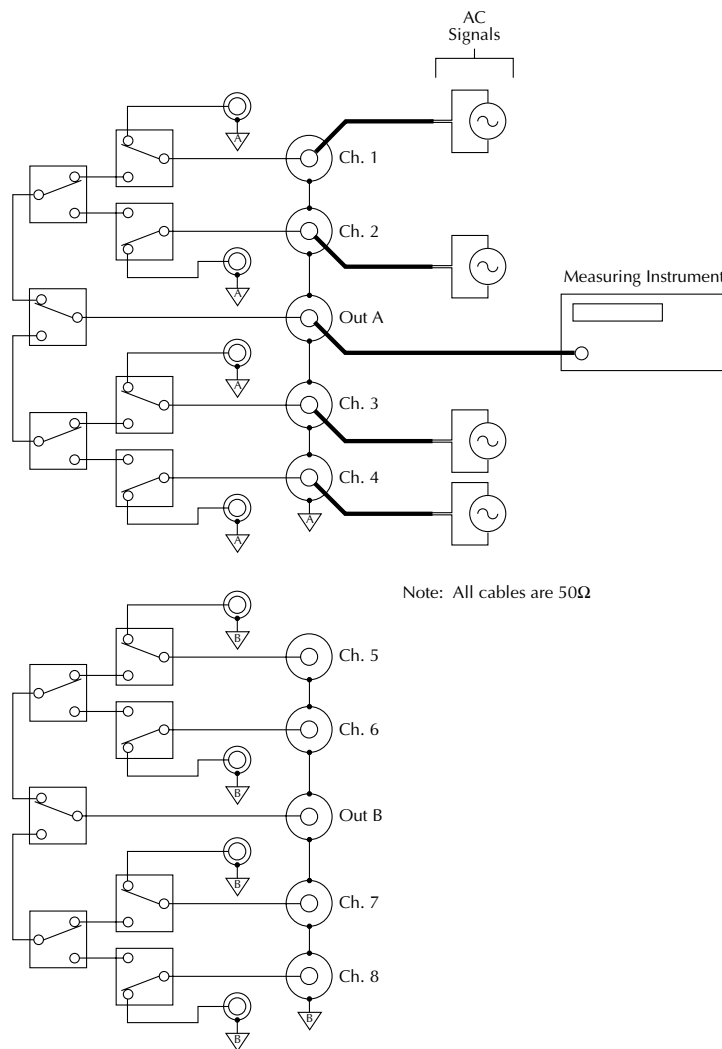 AC
Signals
A
Ch. 1
Ch. 2
A
Measuring Instrument
Out A
A
Ch. 3
Ch. 4
A
A
Note: All cables are 50Ω
B
Ch. 5
Ch. 6
B
Out B
B
Ch. 7
Ch. 8
B
B